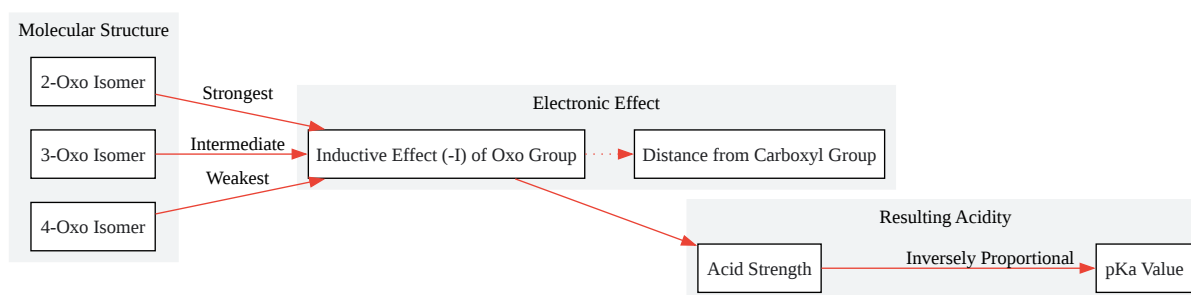 Molecular Structure
2-Oxo Isomer
3-Oxo Isomer
4-Oxo Isomer
Strongest
Intermediate
Weakest
Electronic Effect
Inductive Effect (-I) of Oxo Group
Distance from Carboxyl Group
Resulting Acidity
Acid Strength
Inversely Proportional
pKa Value